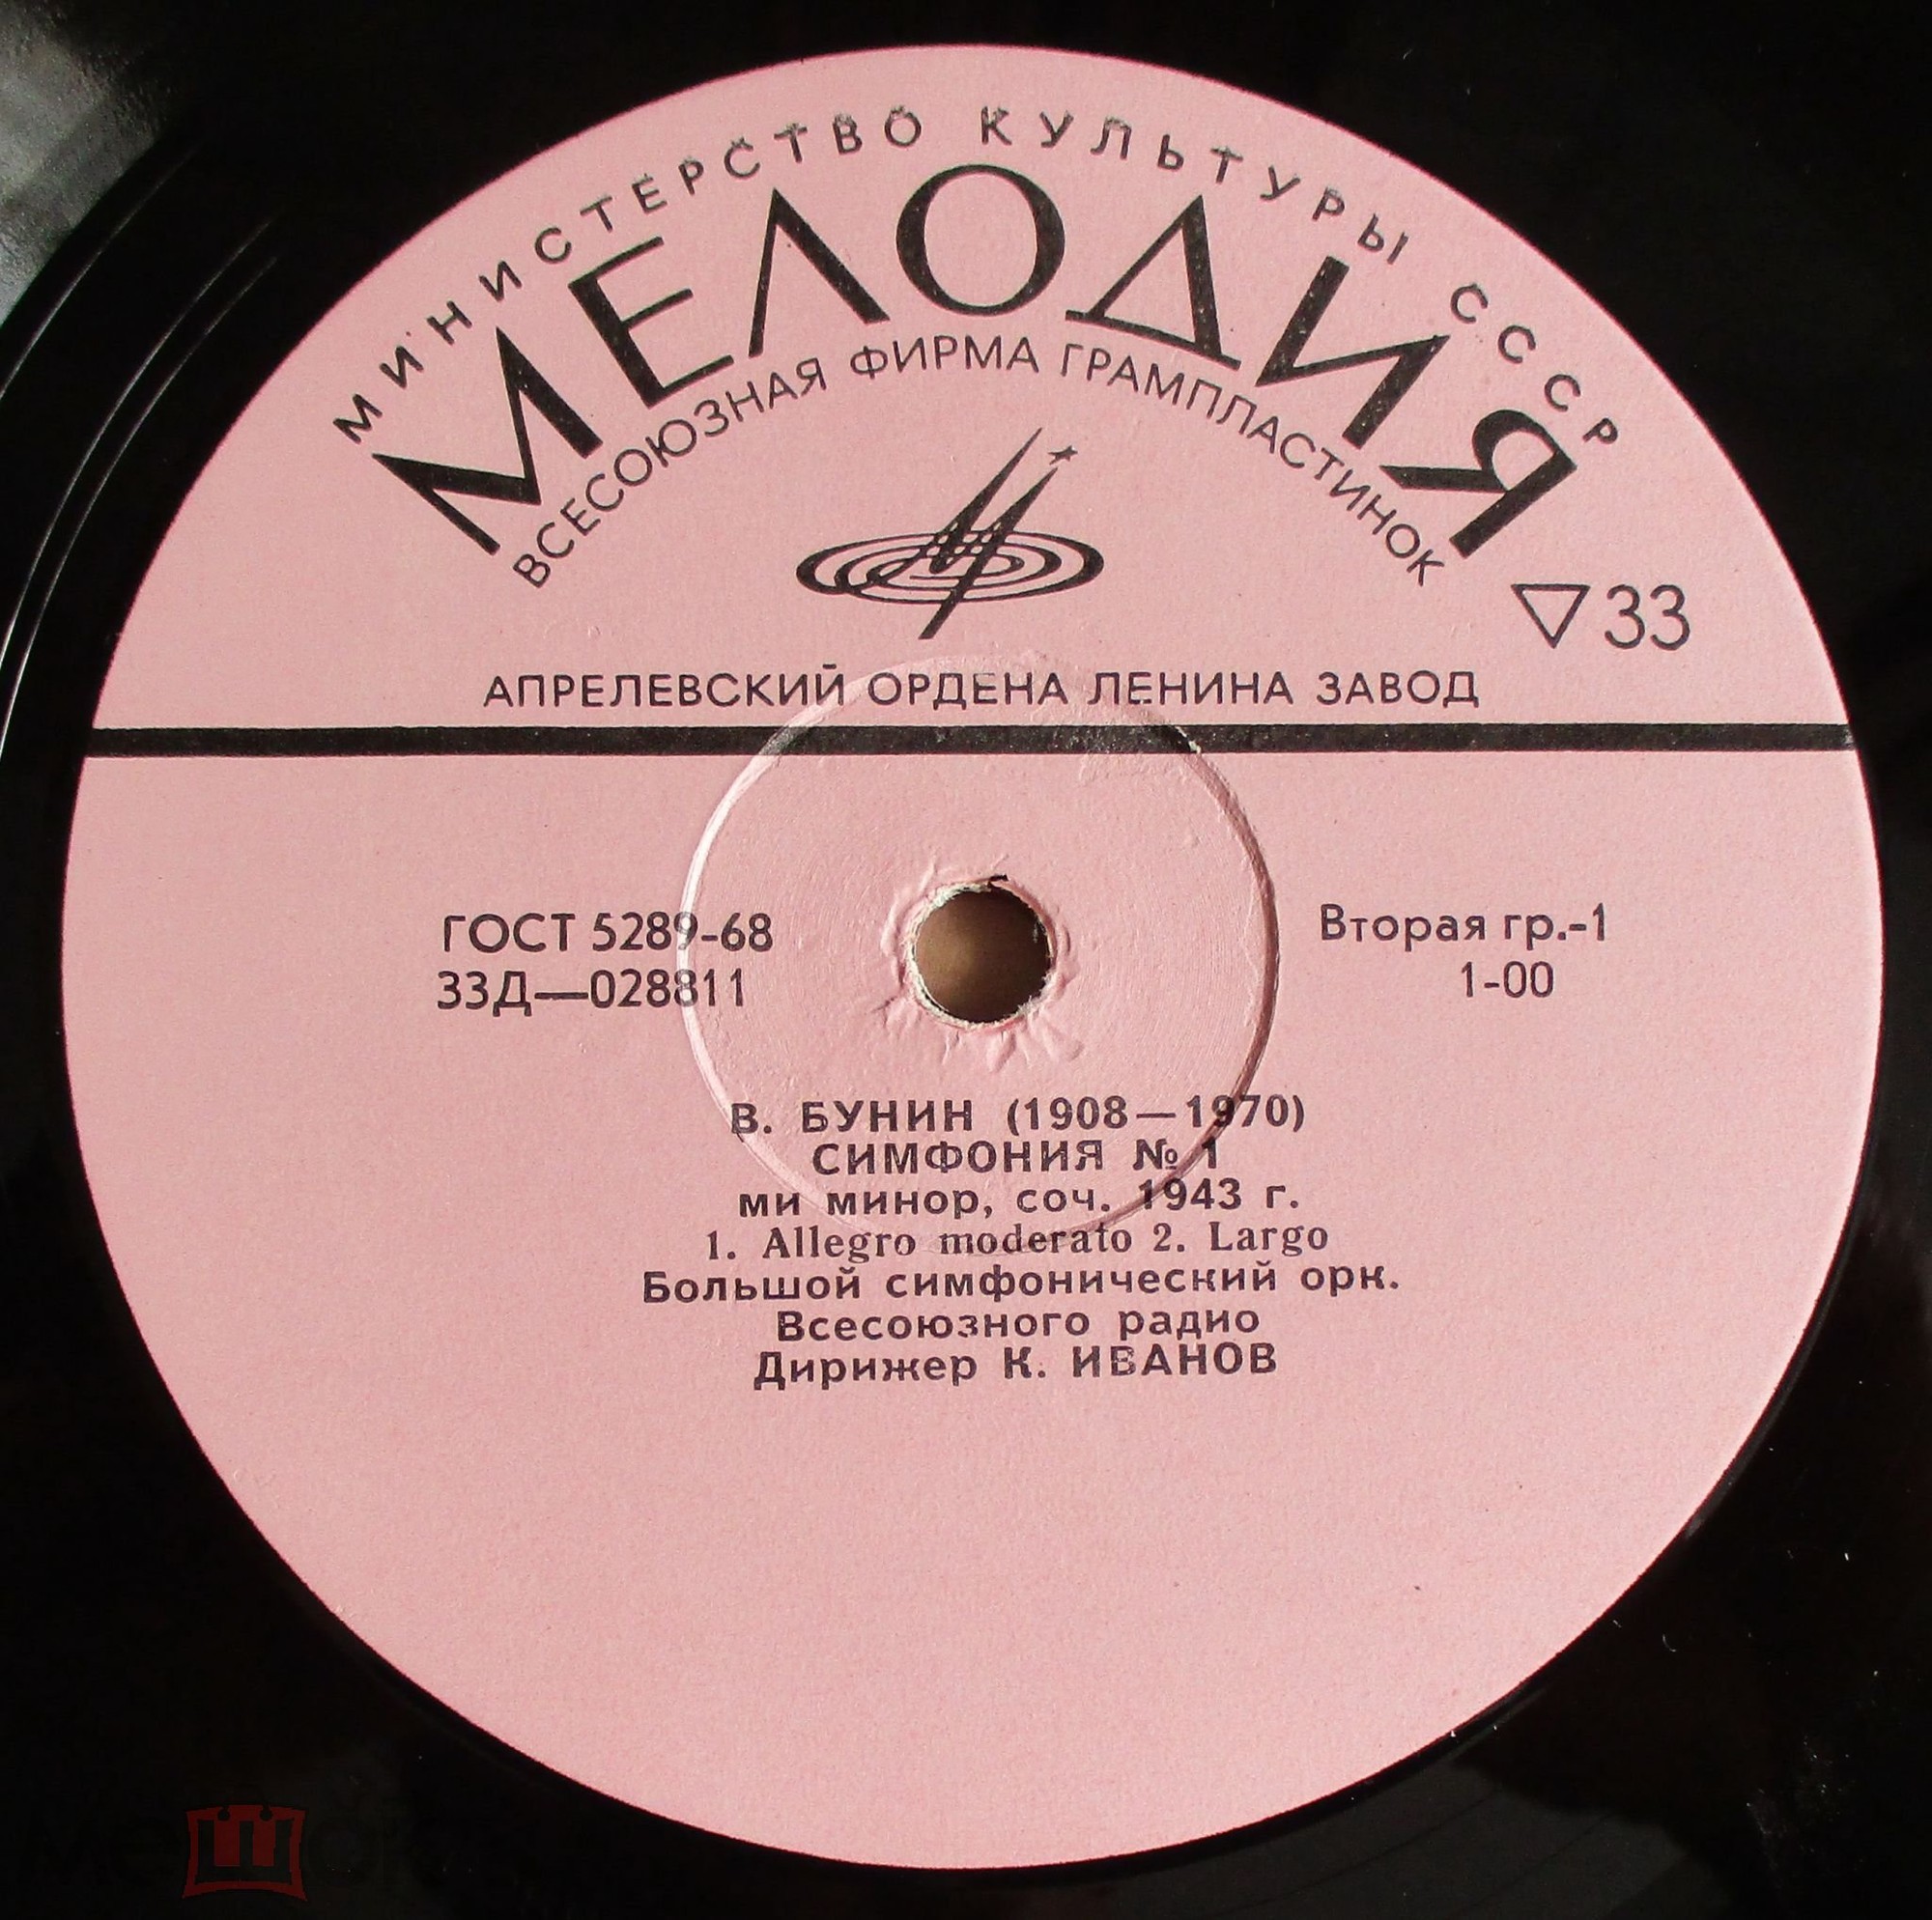 МИНИСТЕРСТВО КУЛЬТУРЫ СССР
МЕЛОДИЯ
ВСЕСОЮЗНАЯ ФИРМА ГРАМПЛАСТИНОК
33
АПРЕЛЕВСКИЙ ОРДЕНА ЛЕНИНА ЗАВОД
ГОСТ 5289-68
33Д—028811
Вторая гр.-1
1-00
В. БУНИН (1908—1970)
СИМФОНИЯ № 1
ми минор, соч. 1943 г.
1. Allegro moderato 2. Largo
Большой симфонический орк.
Всесоюзного радио
Дирижер К. ИВАНОВ